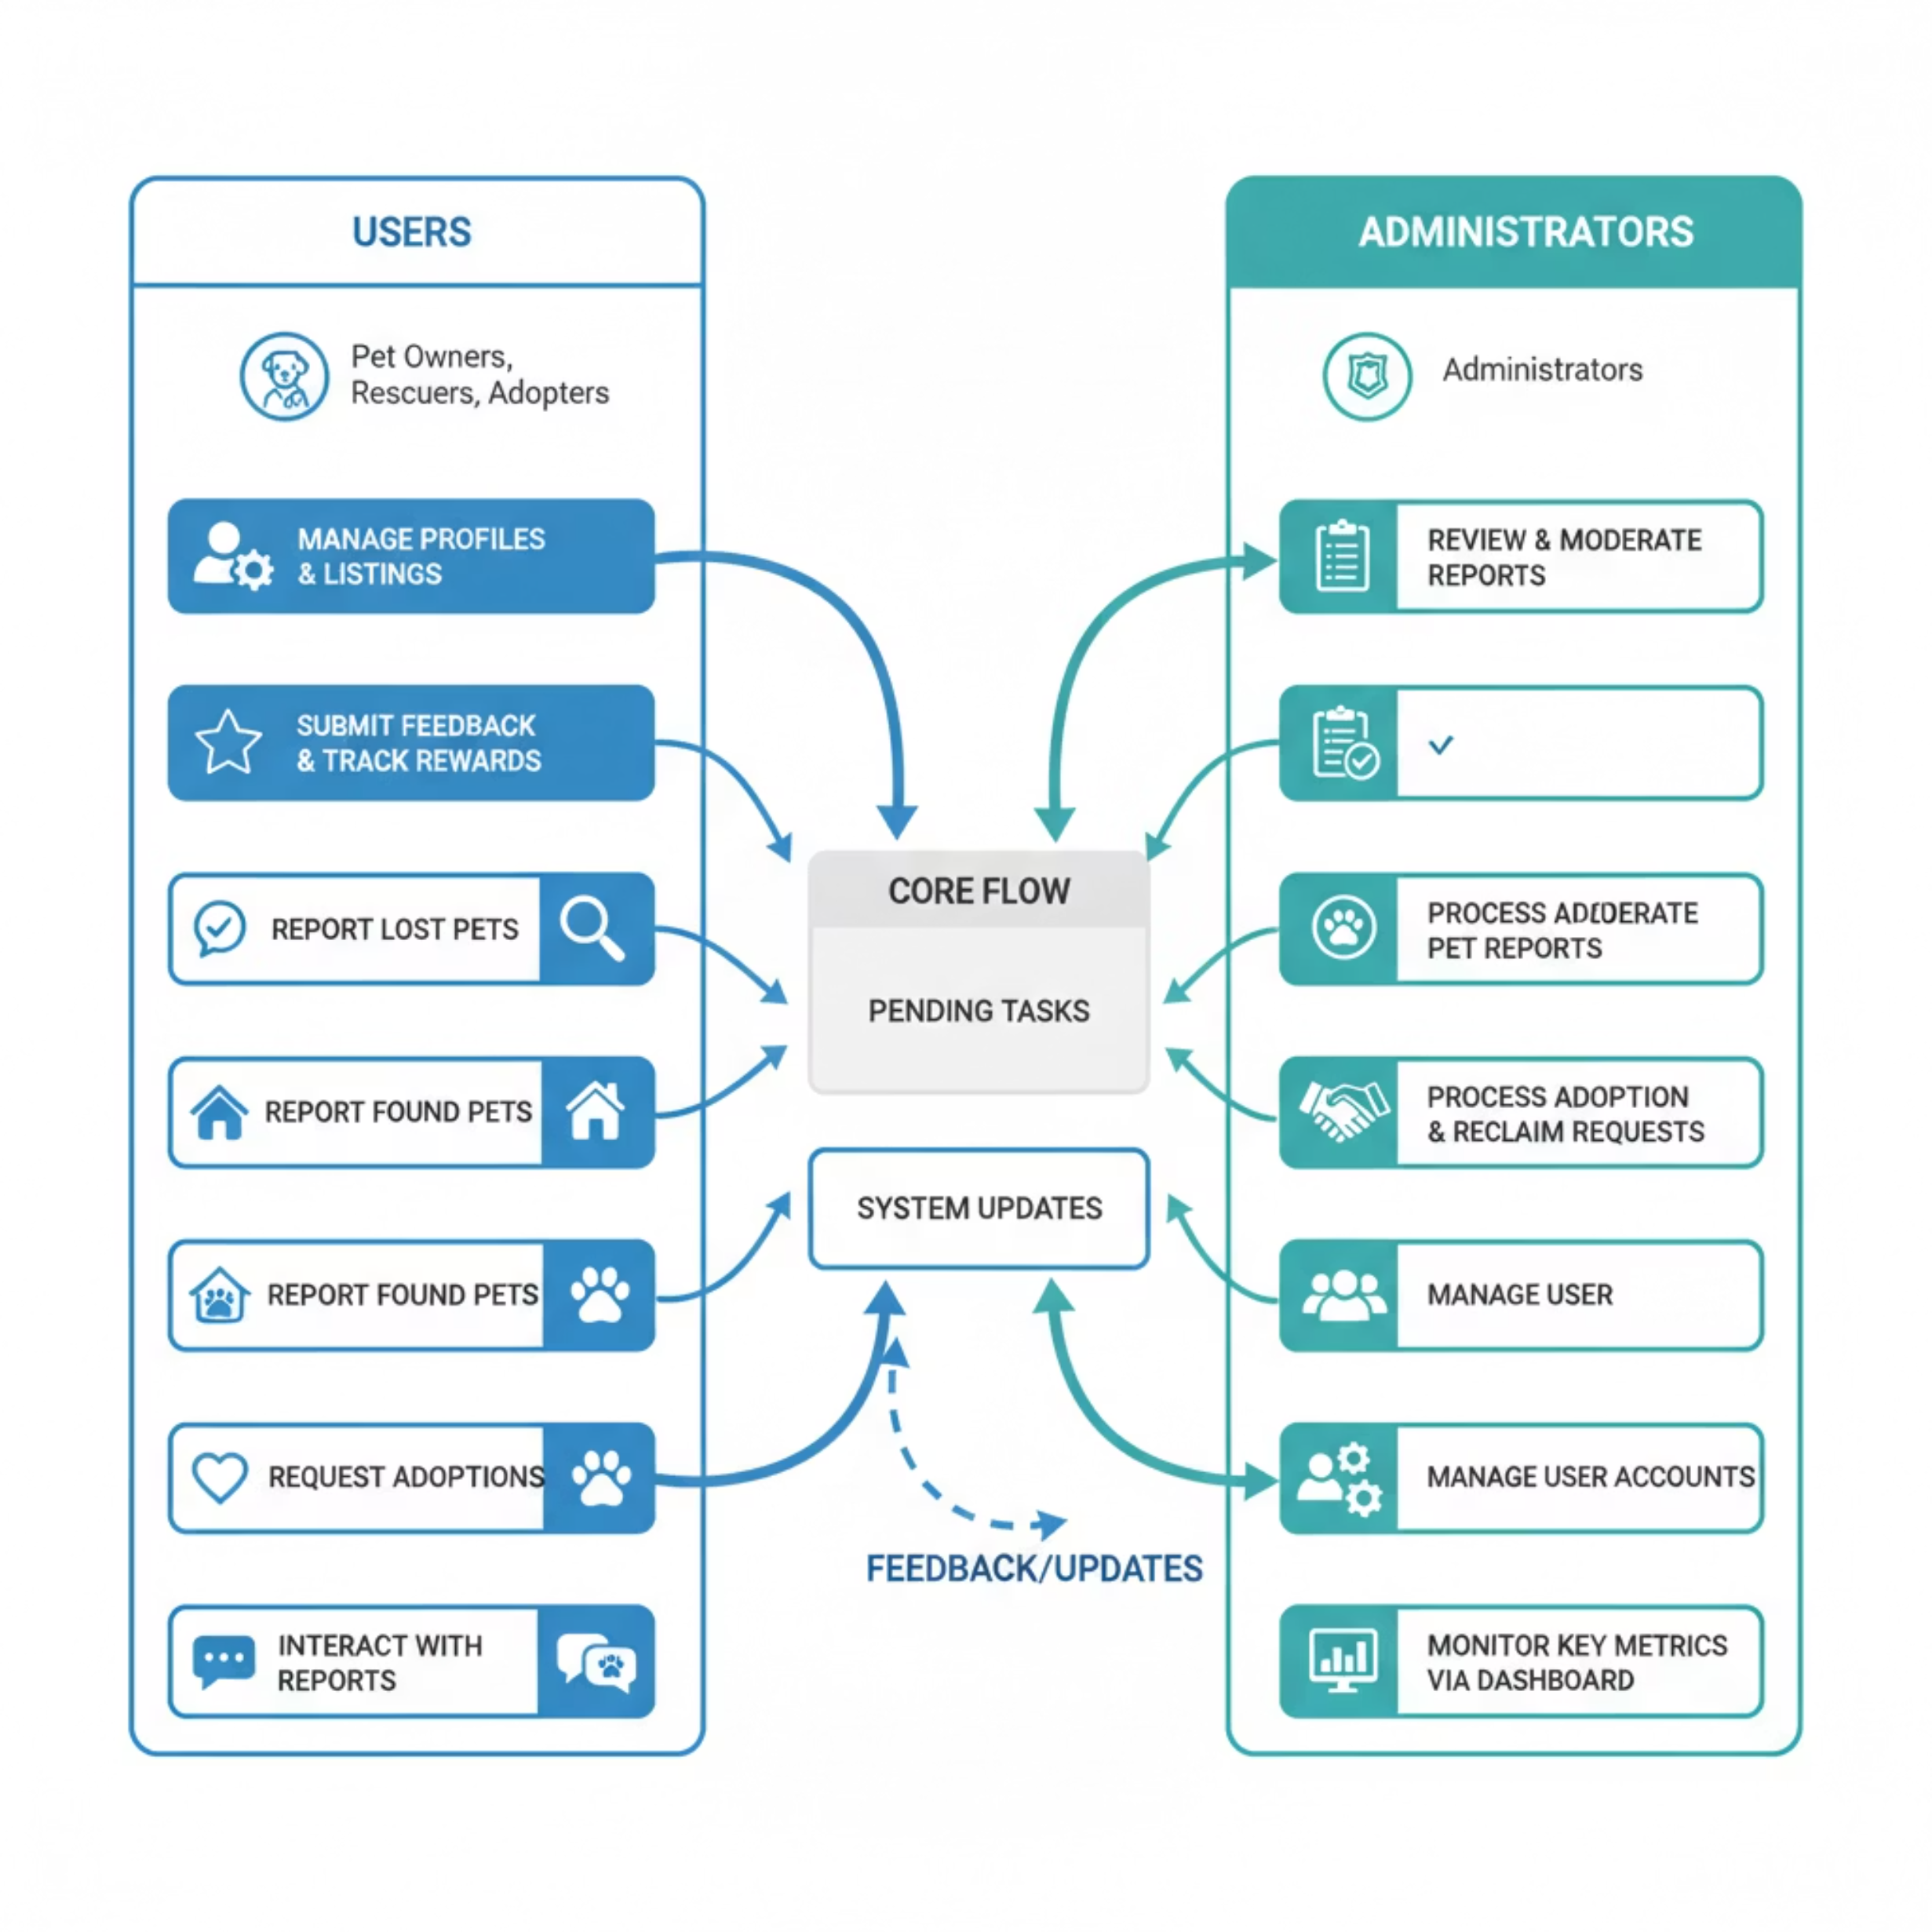 USERS
Pet Owners,
Rescuers, Adopters
MANAGE PROFILES
& LISTINGS
SUBMIT FEEDBACK
& TRACK REWARDS
REPORT LOST PETS
REPORT FOUND PETS
REPORT FOUND PETS
REQUEST ADOPTIONS
INTERACT WITH
REPORTS
CORE FLOW
PENDING TASKS
SYSTEM UPDATES
FEEDBACK/UPDATES
ADMINISTRATORS
Administrators
REVIEW & MODERATE
REPORTS
PROCESS
PET REPORTS
PROCESS ADOPTION
& RECLAIM REQUESTS
MANAGE USER
MANAGE USER ACCOUNTS
MONITOR KEY METRICS
VIA DASHBOARD